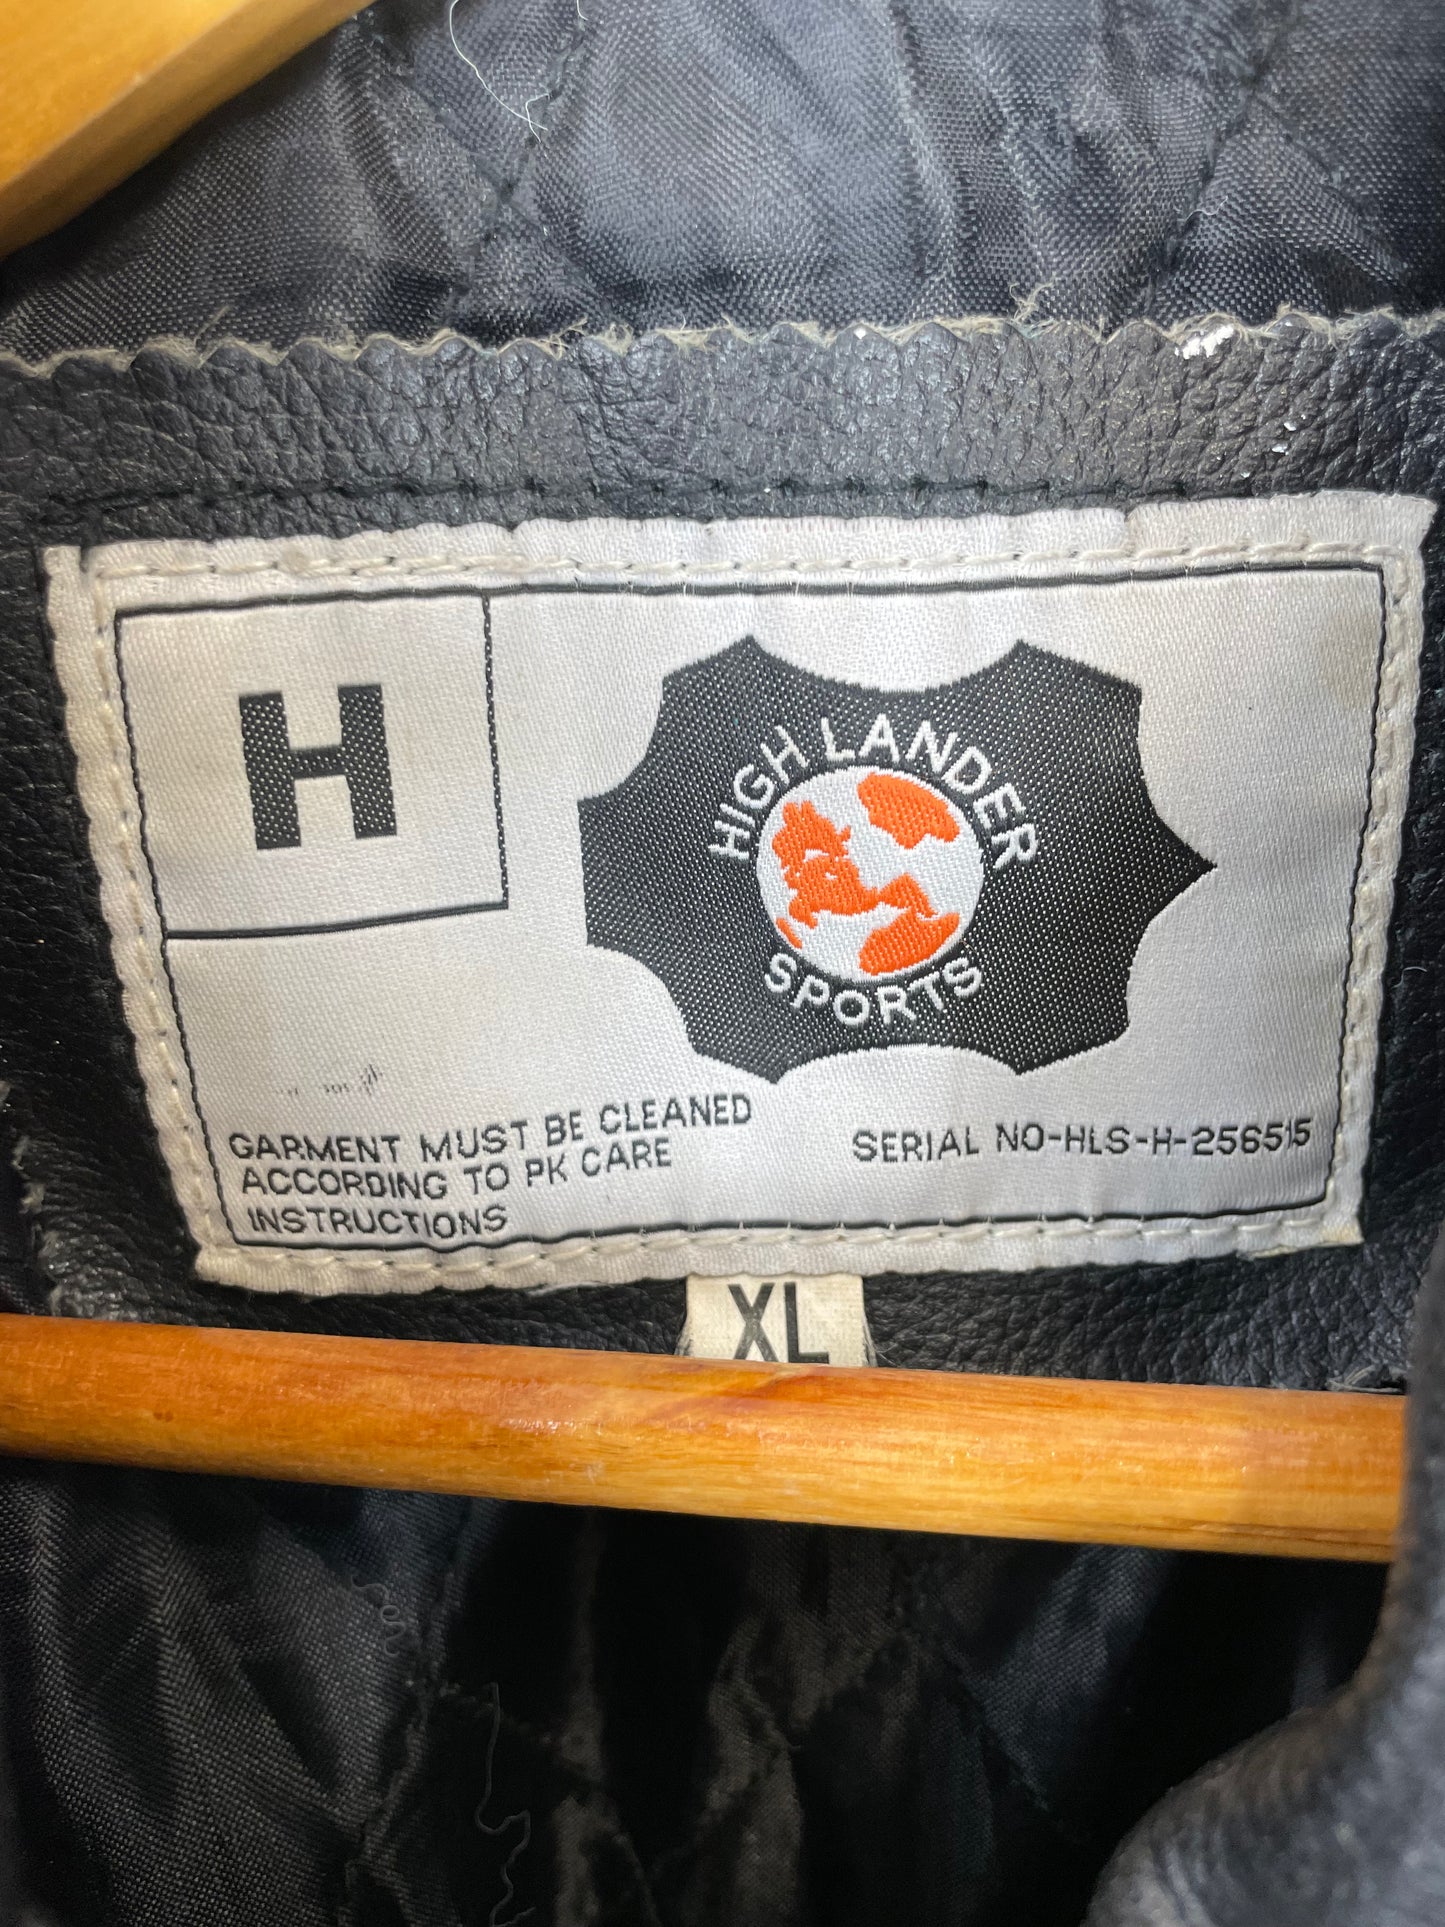 H
HIGH LANDER
SPORTS
GARMENT MUST BE CLEANED
ACCORDING TO PK CARE
INSTRUCTIONS
SERIAL NO-HLS-H-256515
XL